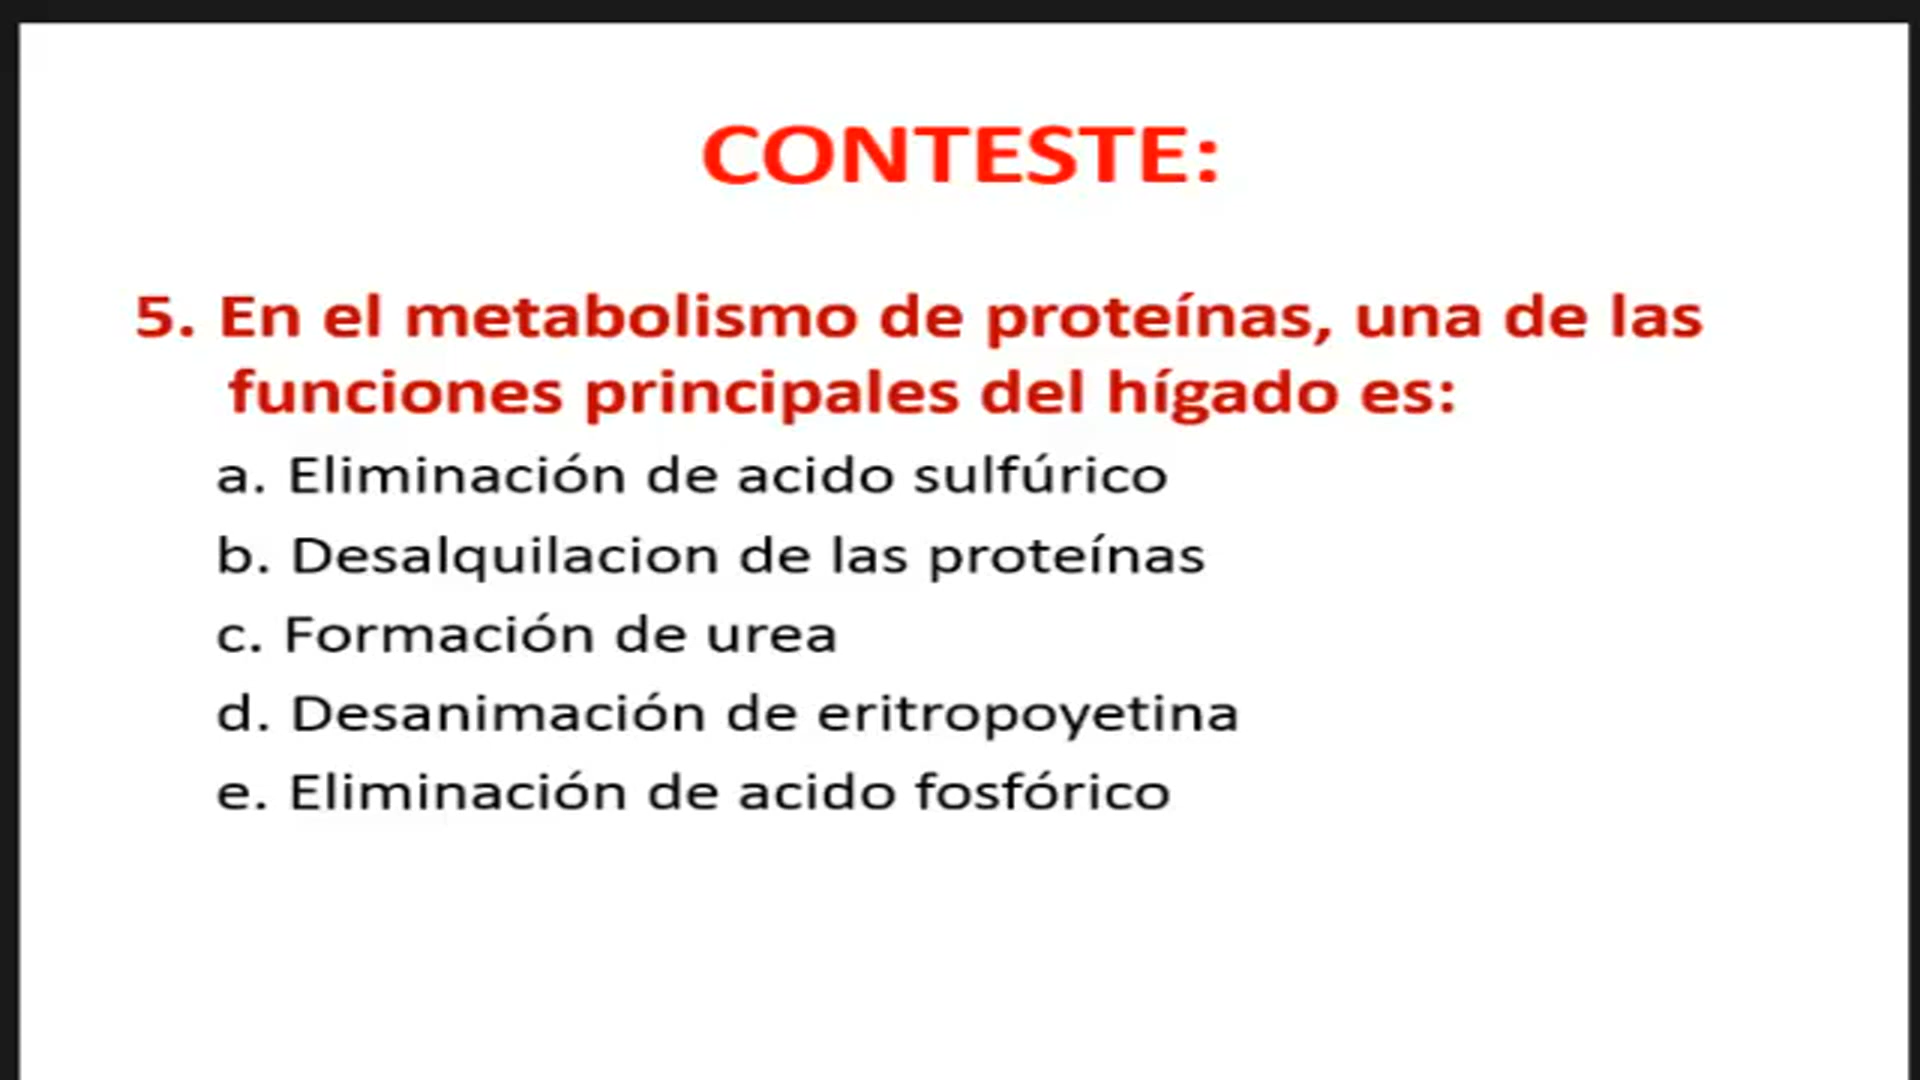 CONTESTE:
5. En el metabolismo de proteínas, una de las
funciones principales del hígado es:
a. Eliminación de acido sulfúrico
b. Desalquilacion de las proteínas
c. Formación de urea
d. Desanimación de eritropoyetina
e. Eliminación de acido fosfórico